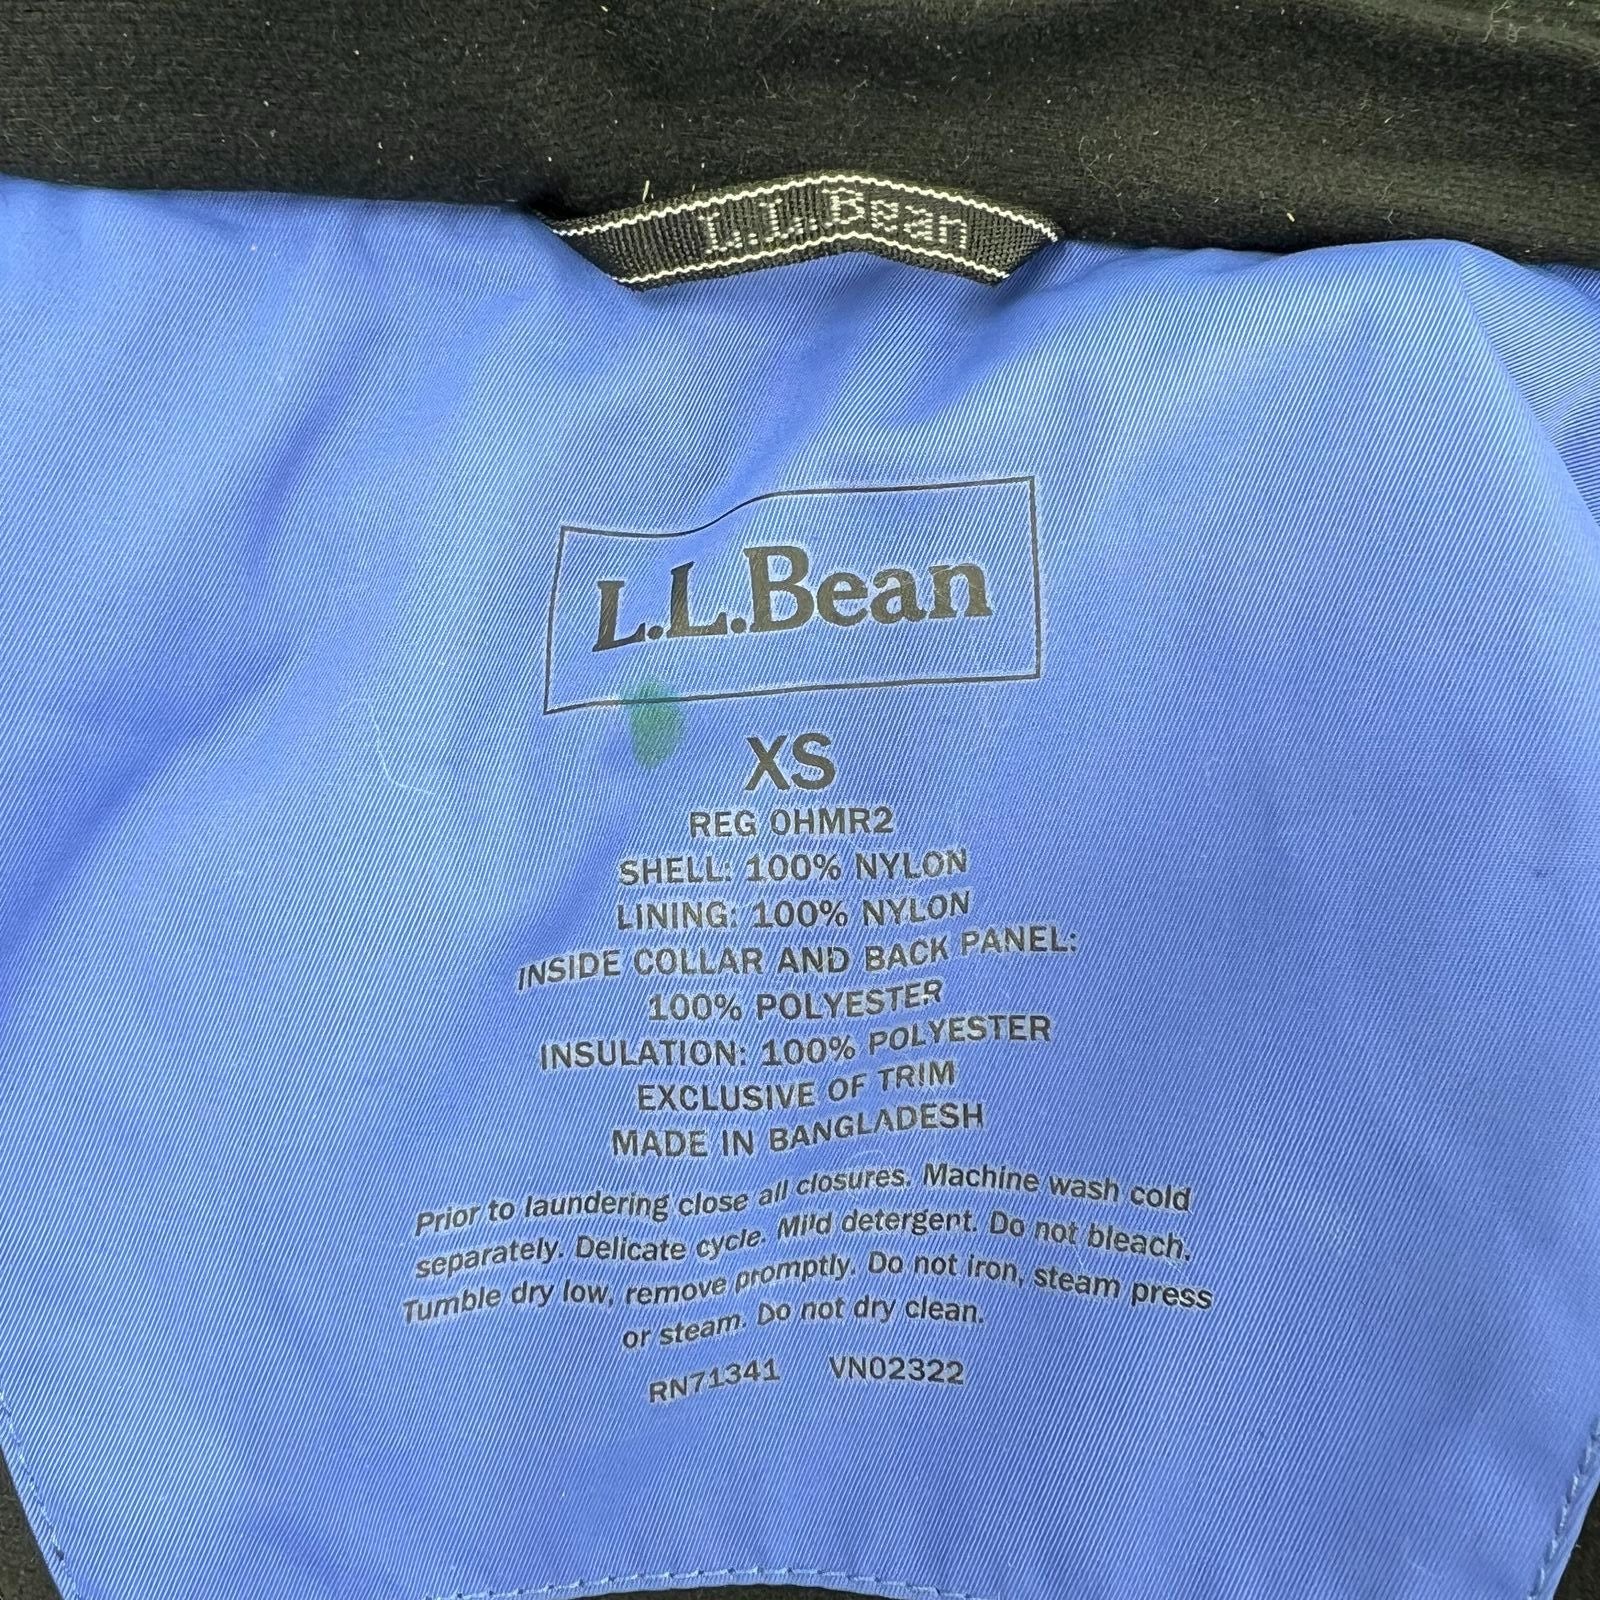 L.L.Bean
L.L.Bean
XS
REG OHMR2
SHELL: 100% NYLON
LINING: 100% NYLON
INSIDE COLLAR AND BACK PANEL:
100% POLYESTER
INSULATION: 100% POLYESTER
EXCLUSIVE OF TRIM
MADE IN BANGLADESH
Prior to laundering close all closures. Machine wash cold
separately. Delicate cycle. Mild detergent. Do not bleach.
Tumble dry low, remove promptly. Do not iron, steam press
or steam. Do not dry clean.
RN71341 VN02322